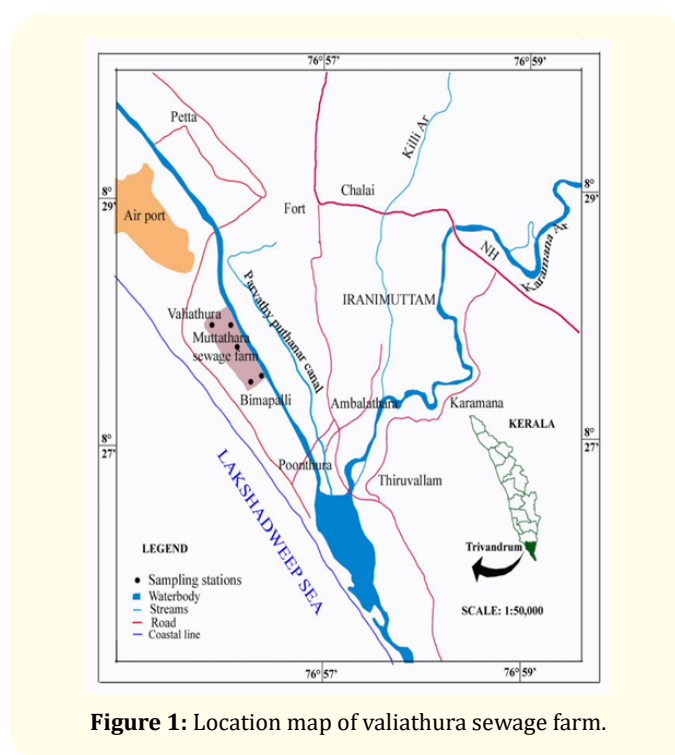 76°57'
76°59'
Petta
Killi Ar
8°
29'
8°
29'
Chalai
Fort
Air port
NH
Karamana Ar
Parvathy puthanar canal
IRANIMUTTAM
Valiathura
Muttathara
sewage farm
Bimapalli
Ambalathara
Karamana
KERALA
8°
27'
8°
27'
Poonthura
Thiruvallam
LAKSHADWEEP SEA
Trivandrum
LEGEND
Sampling stations
Waterbody
Streams
Road
Coastal line
SCALE: 1:50,000
76°57'
76°59'
Figure 1: Location map of valiathura sewage farm.